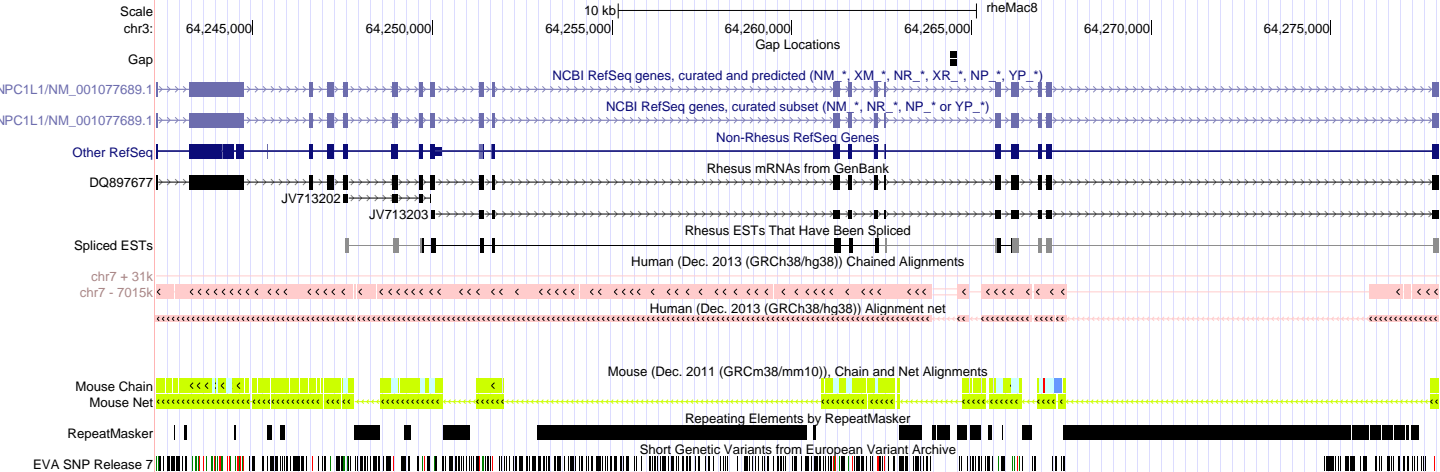 Scale 10 kb rheMac8
chr3: 64,245,000 64,250,000 64,255,000 64,260,000 64,265,000 64,270,000 64,275,000
Gap Locations
Gap
NCBI RefSeq genes, curated and predicted (NM_*, XM_*, NR_*, XR_*, NP_*, YP_*)
NPC1L1/NM_001077689.1
NCBI RefSeq genes, curated subset (NM_*, NR_*, NP_* or YP_*)
NPC1L1/NM_001077689.1
Non-Rhesus RefSeq Genes
Other RefSeq
Rhesus mRNAs from GenBank
DQ897677
JV713202
JV713203
Rhesus ESTs That Have Been Spliced
Spliced ESTs
Human (Dec. 2013 (GRCh38/hg38)) Chained Alignments
chr7 + 31k
chr7 - 7015k
Human (Dec. 2013 (GRCh38/hg38)) Alignment net
Mouse (Dec. 2011 (GRCm38/mm10)), Chain and Net Alignments
Mouse Chain
Mouse Net
Repeating Elements by RepeatMasker
RepeatMasker
Short Genetic Variants from European Variant Archive
EVA SNP Release 7